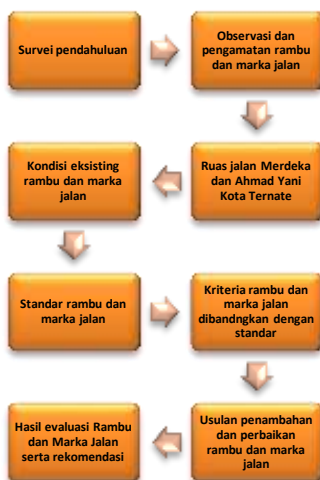 Survei pendahuluan
Observasi dan
pengamatan rambu
dan marka jalan
Ruas jalan Merdeka
dan Ahmad Yani
Kota Ternate
Kondisi eksisting
rambu dan marka
jalan
Standar rambu dan
marka jalan
Kriteria rambu dan
marka jalan
dibandngkan dengan
standar
Usulan penambahan
dan perbaikan
rambu dan marka
jalan
Hasil evaluasi Rambu
dan Marka Jalan
serta rekomendasi